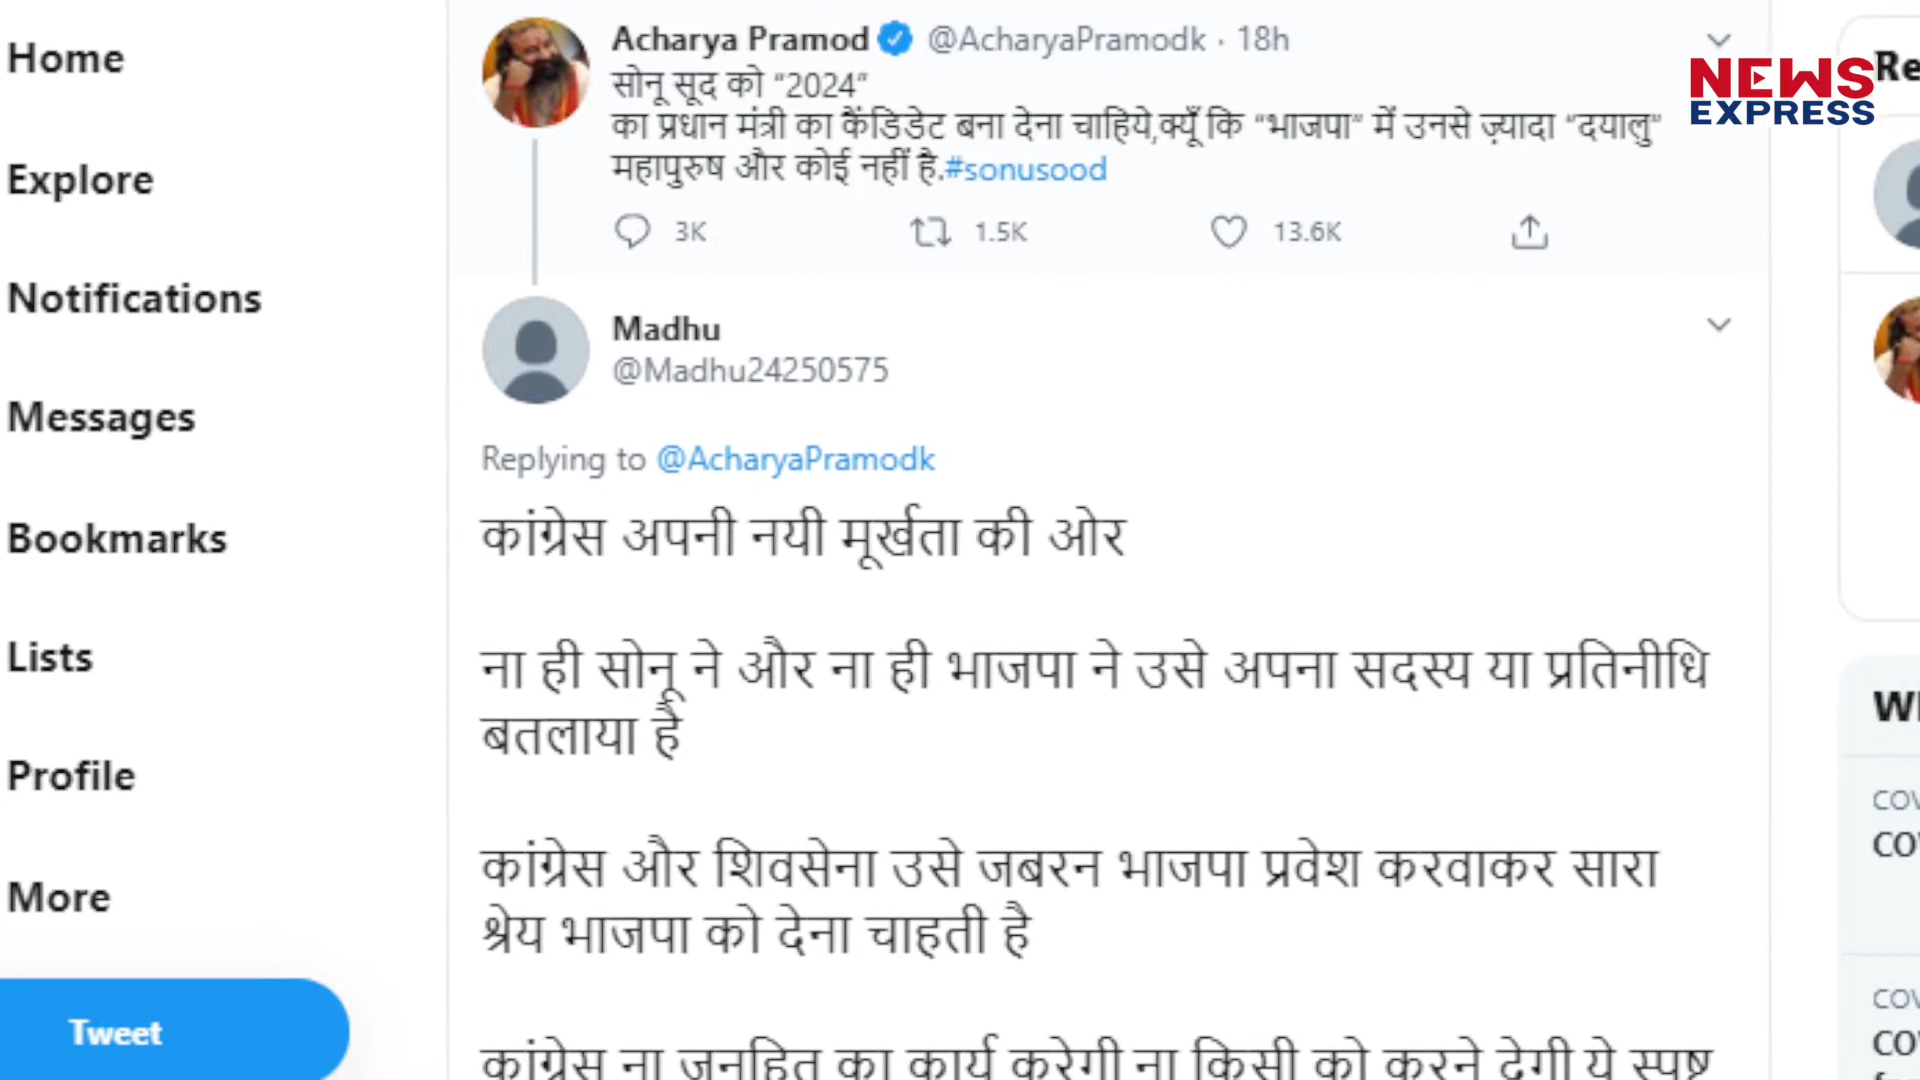 Home
Explore
Notifications
Messages
Bookmarks
Lists
Profile
More
Tweet
Acharya Pramod @AcharyaPramodk · 18h
सोनू सूद को “2024”
का प्रधान मंत्री का कैंडिडेट बना देना चाहिये,क्यूँ कि “भाजपा” में उनसे ज़्यादा “दयालु”
महापुरुष और कोई नहीं है.#sonusood
3K 1.5K 13.6K
Madhu
@Madhu24250575
Replying to @AcharyaPramodk
कांग्रेस अपनी नयी मूर्खता की ओर
ना ही सोनू ने और ना ही भाजपा ने उसे अपना सदस्य या प्रतिनीधि
बतलाया है
कांग्रेस और शिवसेना उसे जबरन भाजपा प्रवेश करवाकर सारा
श्रेय भाजपा को देना चाहती है
कांग्रेस ना जनहित का कार्य करेगी ना किसी को करने देगी ये स्पष्ट
NEWS
EXPRESS